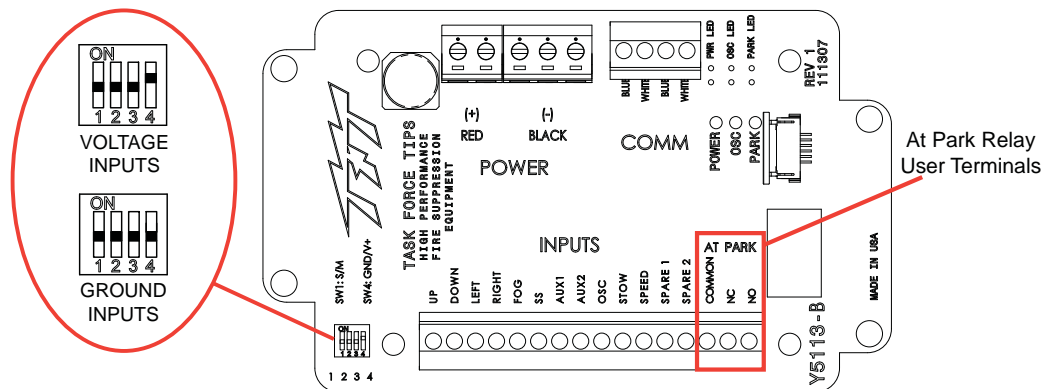 ON
1 2 3 4
VOLTAGE
INPUTS
ON
1 2 3 4
GROUND
INPUTS
TFT
TASK FORCE TIPS
HIGH PERFORMANCE
FIRE SUPPRESSION
EQUIPMENT
SW1: S/M
SW4: GND/V+
ON
1 2 3 4
1 2 3 4
(+)
RED
(-)
BLACK
POWER
BLUE
WHITE
BLUE
WHITE
COMM
PWR LED
OSC LED
PARK LED
POWER
OSC
PARK
REV 1
111307
INPUTS
UP
DOWN
LEFT
RIGHT
FOG
SS
AUX1
AUX2
OSC
STOW
SPEED
SPARE 1
SPARE 2
AT PARK
COMMON
NC
NO
MADE IN USA
Y5113-B
At Park Relay
User Terminals